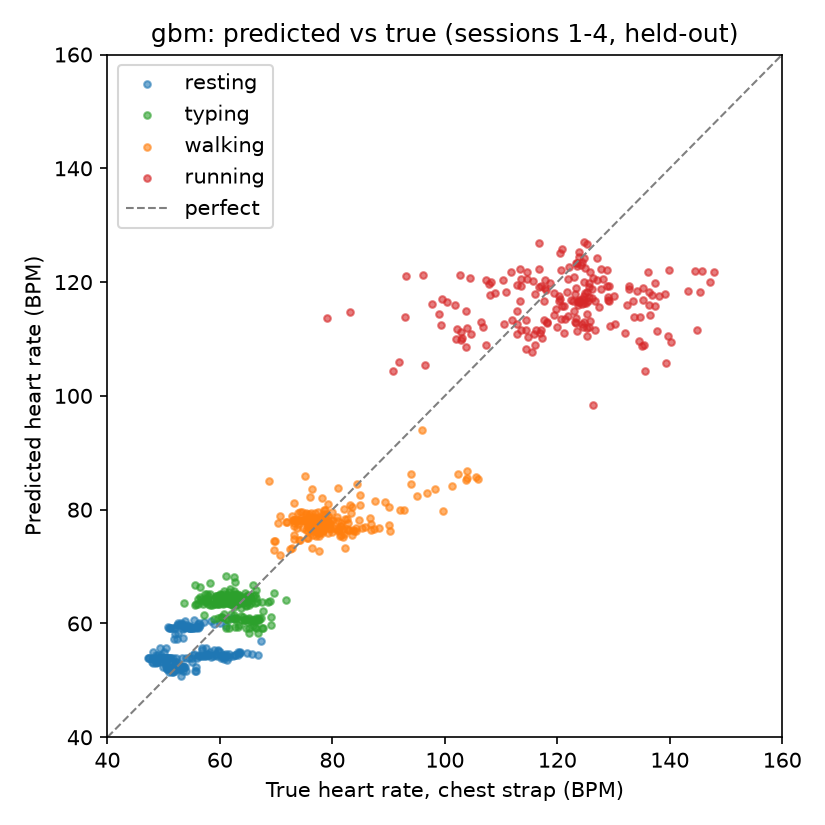 gbm: predicted vs true (sessions 1-4, held-out)
160
140
120
100
80
60
40
Predicted heart rate (BPM)
resting
typing
walking
running
perfect
40 60 80 100 120 140 160
True heart rate, chest strap (BPM)